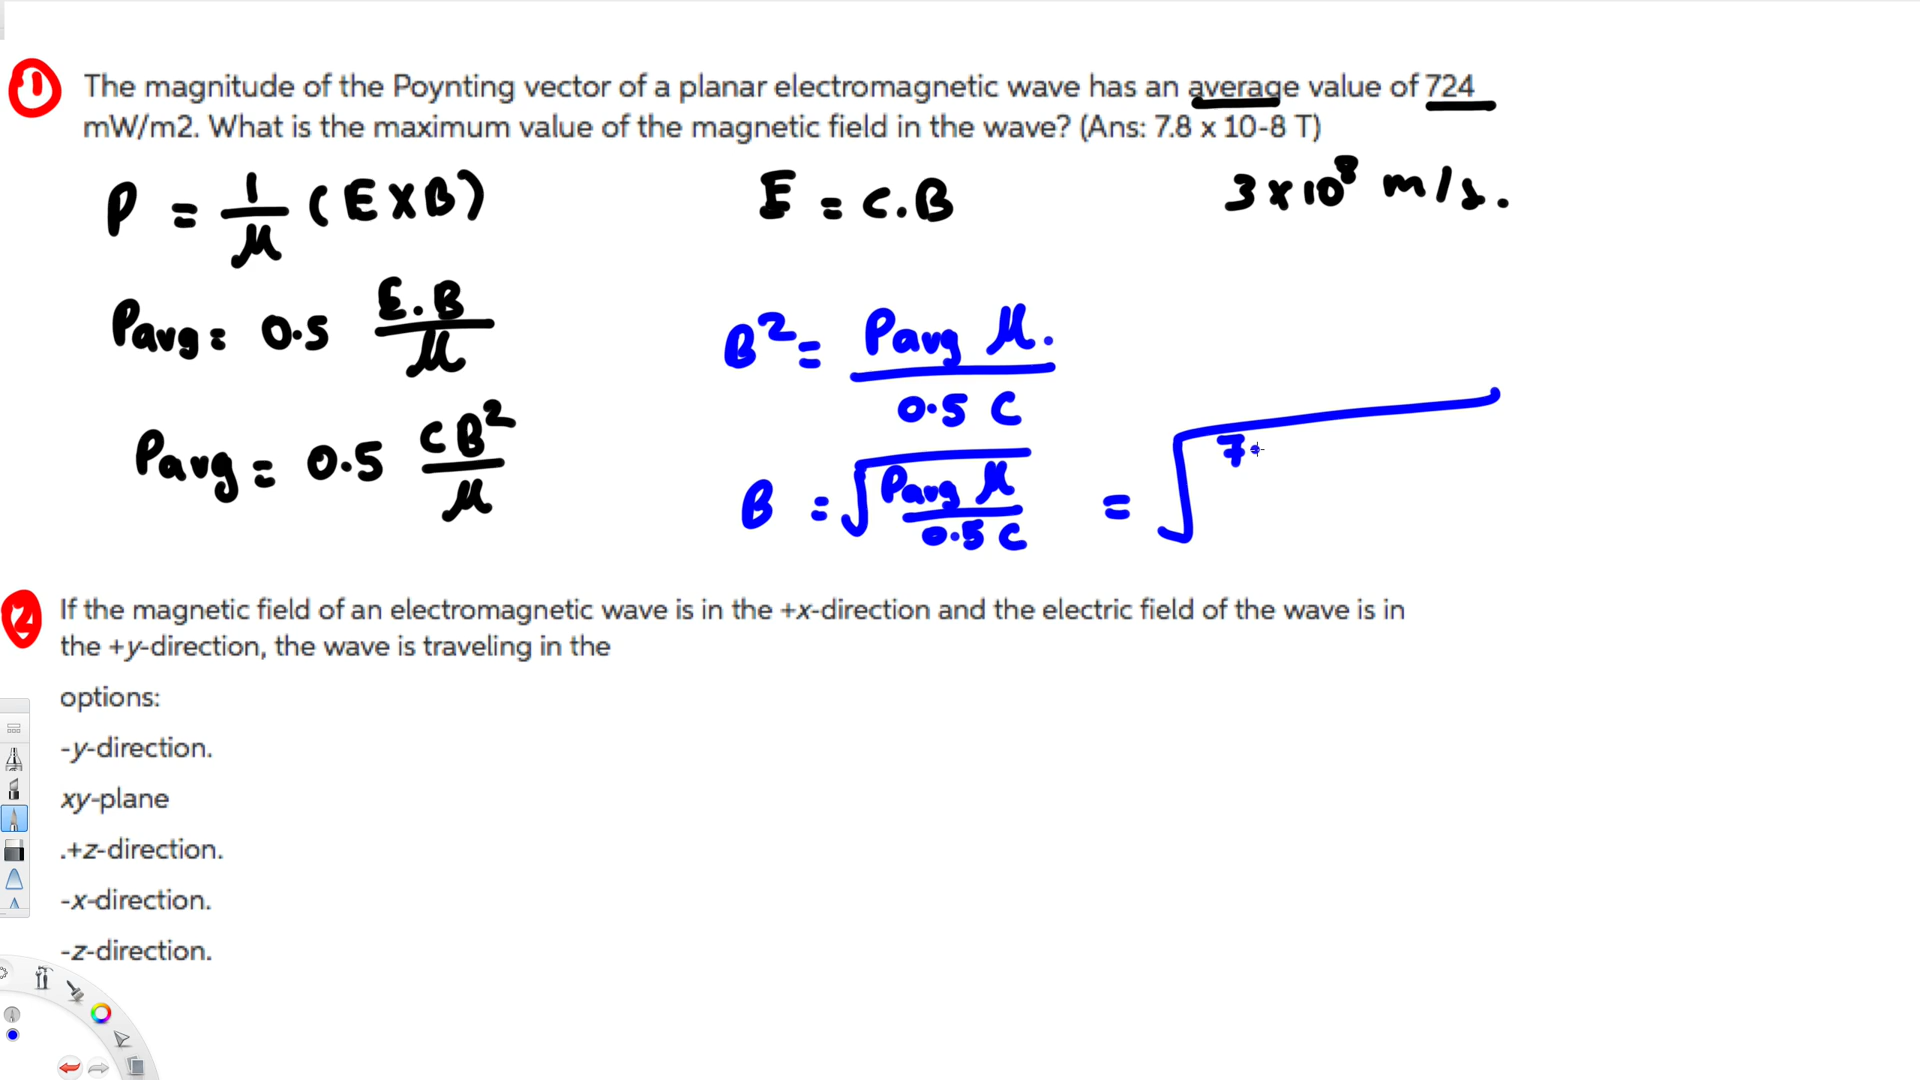 1 The magnitude of the Poynting vector of a planar electromagnetic wave has an average value of 724
mW/m2. What is the maximum value of the magnetic field in the wave? (Ans: 7.8 x 10-8 T)
P = 1/μ (E X B)
E = C.B
3 x 10⁸ m/s.
Pavg = 0.5 E.B/μ
B² = Pavg μ. / 0.5 C
Pavg = 0.5 CB²/μ
B = √(Pavg μ / 0.5 C) = √7.
2 If the magnetic field of an electromagnetic wave is in the +x-direction and the electric field of the wave is in
the +y-direction, the wave is traveling in the
options:
-y-direction.
xy-plane
.+z-direction.
-x-direction.
-z-direction.